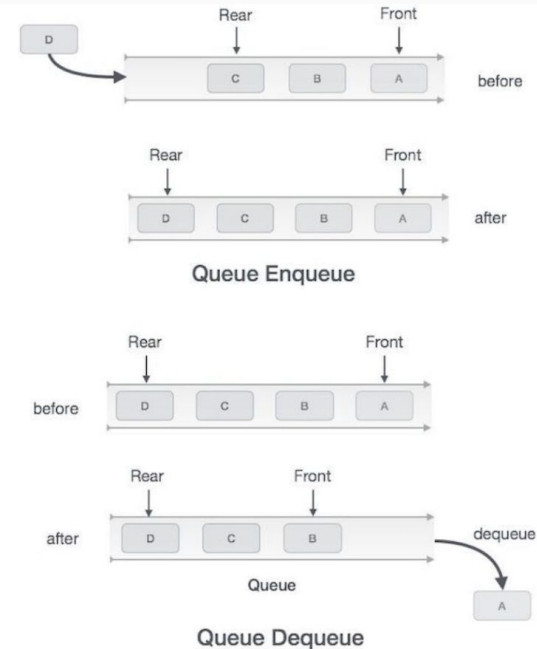 Rear Front
D
C B A
before
Rear Front
D C B A
after
Queue Enqueue
Rear Front
before
D C B A
Rear Front
after
D C B
dequeue
Queue
A
Queue Dequeue